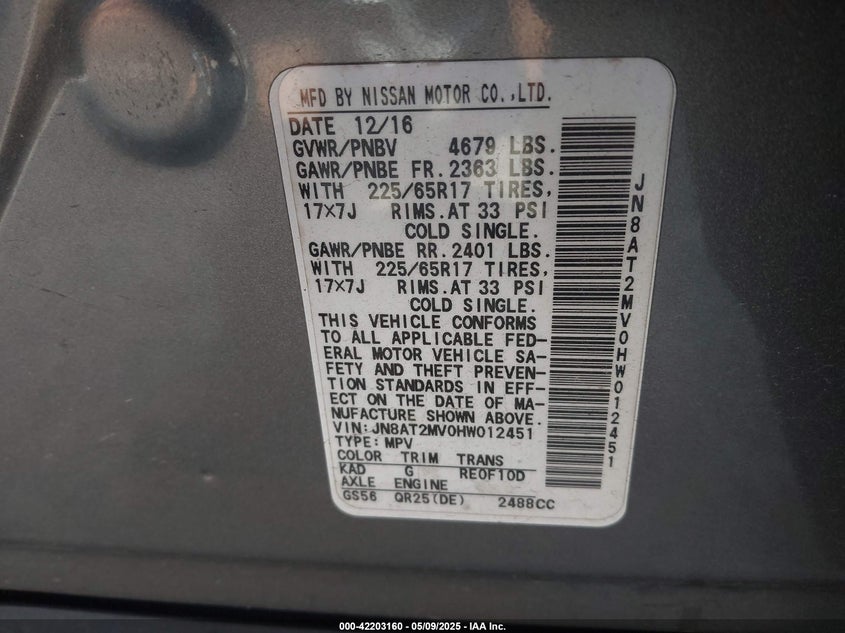 MFD BY NISSAN MOTOR CO.,LTD.
DATE 12/16
GVWR/PNBV 4679 LBS.
GAWR/PNBE FR. 2363 LBS.
WITH 225/65R17 TIRES,
17×7J RIMS.AT 33 PSI
COLD SINGLE.
GAWR/PNBE RR. 2401 LBS.
WITH 225/65R17 TIRES,
17×7J RIMS.AT 33 PSI
COLD SINGLE.
THIS VEHICLE CONFORMS
TO ALL APPLICABLE FED-
ERAL MOTOR VEHICLE SA-
FETY AND THEFT PREVEN-
TION STANDARDS IN EFF-
ECT ON THE DATE OF MA-
NUFACTURE SHOWN ABOVE.
VIN:JN8AT2MV0HW012451
TYPE: MPV
COLOR TRIM TRANS
KAD G RE0F10D
AXLE ENGINE
GS56 QR25(DE) 2488CC
JN8AT2MV0HW012451
000-42203160 - 05/09/2025 - IAA Inc.